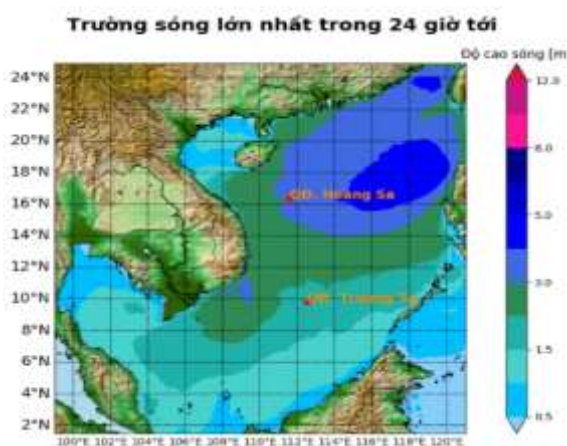 Trường sóng lớn nhất trong 24 giờ tới
Độ cao sóng [m
24°N
22°N
20°N
18°N
16°N
14°N
12°N
10°N
8°N
6°N
4°N
2°N
100°E 102°E 104°E 106°E 108°E 110°E 112°E 114°E 116°E 118°E 120°E
QĐ. Hoàng Sa
QĐ. Trường Sa
12.0
8.0
5.0
3.0
1.5
0.5